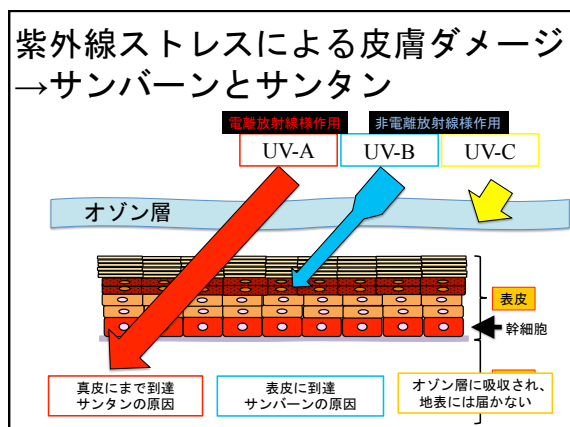 紫外線ストレスによる皮膚ダメージ
→サンバーンとサンタン
電離放射線様作用
非電離放射線様作用
UV-A
UV-B
UV-C
オゾン層
表皮
幹細胞
真皮にまで到達
サンタンの原因
表皮に到達
サンバーンの原因
オゾン層に吸収され、
地表には届かない